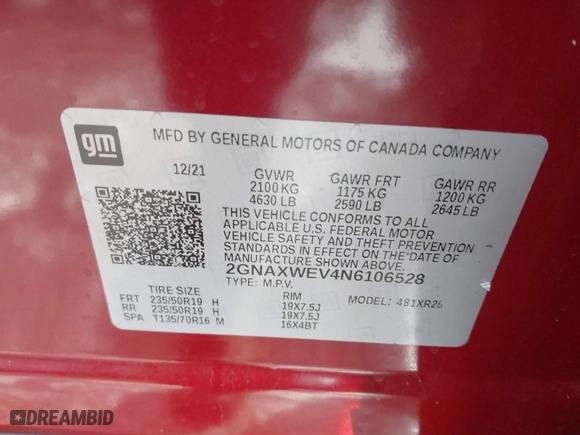 gm
MFD BY GENERAL MOTORS OF CANADA COMPANY
12/21 GVWR GAWR FRT GAWR RR
2100 KG 1175 KG 1200 KG
4630 LB 2590 LB 2645 LB
THIS VEHICLE CONFORMS TO ALL
APPLICABLE U.S. FEDERAL MOTOR
VEHICLE SAFETY AND THEFT PREVENTION
STANDARDS IN EFFECT ON THE DATE OF
MANUFACTURE SHOWN ABOVE.
2GNAXWEV4N6106528
TYPE: M.P.V.
TIRE SIZE RIM MODEL: 481XR26
FRT 235/50R19 H 19X7.5J
RR 235/50R19 H 19X7.5J
SPA T135/70R16 M 16X4BT
DREAMBID